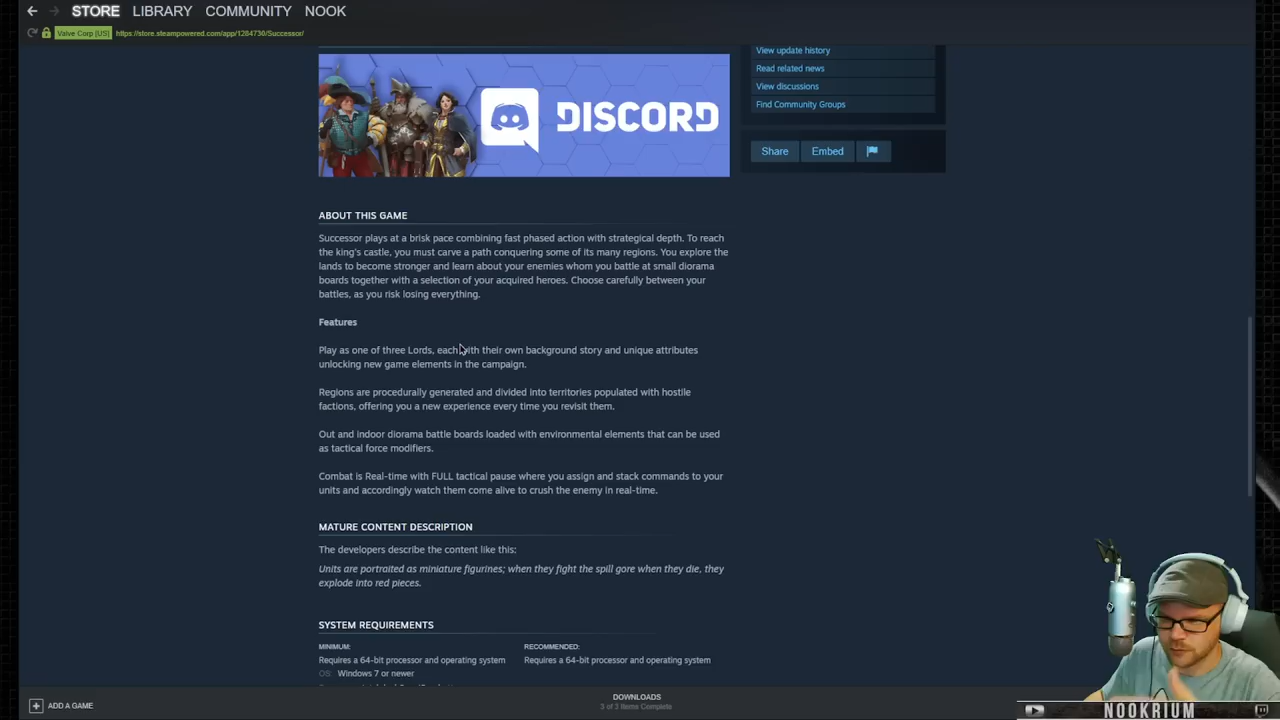 STORE LIBRARY COMMUNITY NOOK
Valve Corp [US] https://store.steampowered.com/app/1284730/Successor/
View update history
Read related news
View discussions
Find Community Groups
Share Embed
DISCORD
ABOUT THIS GAME
Successor plays at a brisk pace combining fast phased action with strategical depth. To reach
the king's castle, you must carve a path conquering some of its many regions. You explore the
lands to become stronger and learn about your enemies whom you battle at small diorama
boards together with a selection of your acquired heroes. Choose carefully between your
battles, as you risk losing everything.
Features
Play as one of three Lords, each with their own background story and unique attributes
unlocking new game elements in the campaign.
Regions are procedurally generated and divided into territories populated with hostile
factions, offering you a new experience every time you revisit them.
Out and indoor diorama battle boards loaded with environmental elements that can be used
as tactical force modifiers.
Combat is Real-time with FULL tactical pause where you assign and stack commands to your
units and accordingly watch them come alive to crush the enemy in real-time.
MATURE CONTENT DESCRIPTION
The developers describe the content like this:
Units are portraited as miniature figurines; when they fight the spill gore when they die, they
explode into red pieces.
SYSTEM REQUIREMENTS
MINIMUM:
Requires a 64-bit processor and operating system
OS: Windows 7 or newer
RECOMMENDED:
Requires a 64-bit processor and operating system
ADD A GAME
DOWNLOADS
3 of 3 Items Complete
NOOKRIUM